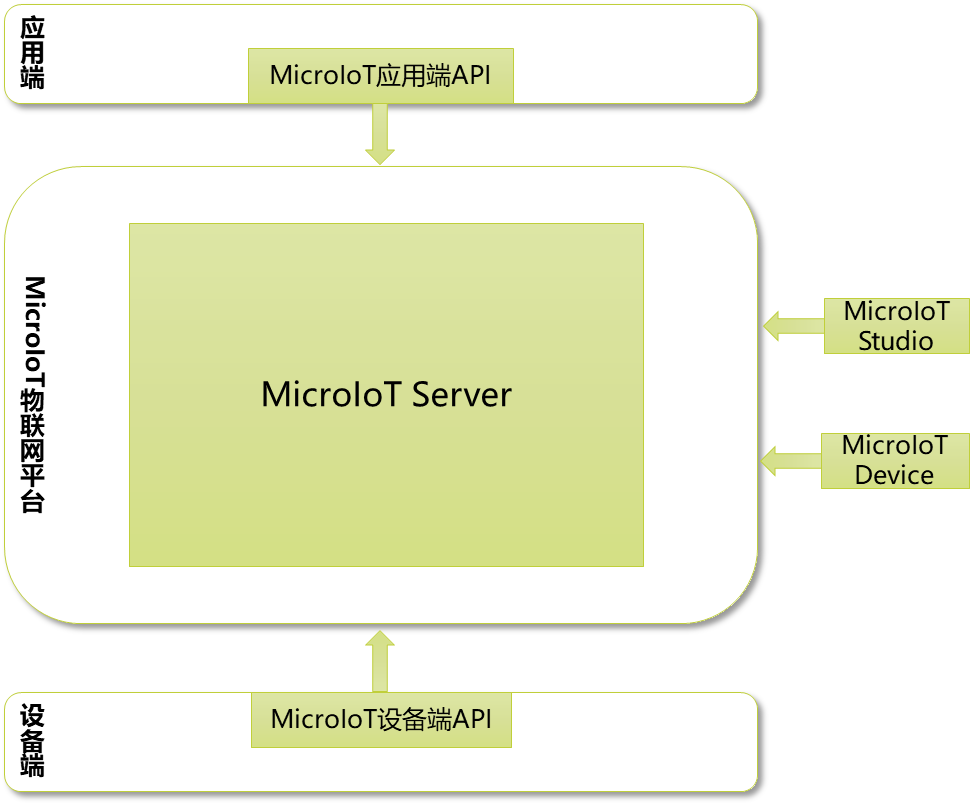 应用端
MicroIoT应用端API
MicroIoT物联网平台
MicroIoT Server
MicroIoT
Studio
MicroIoT
Device
设备端
MicroIoT设备端API